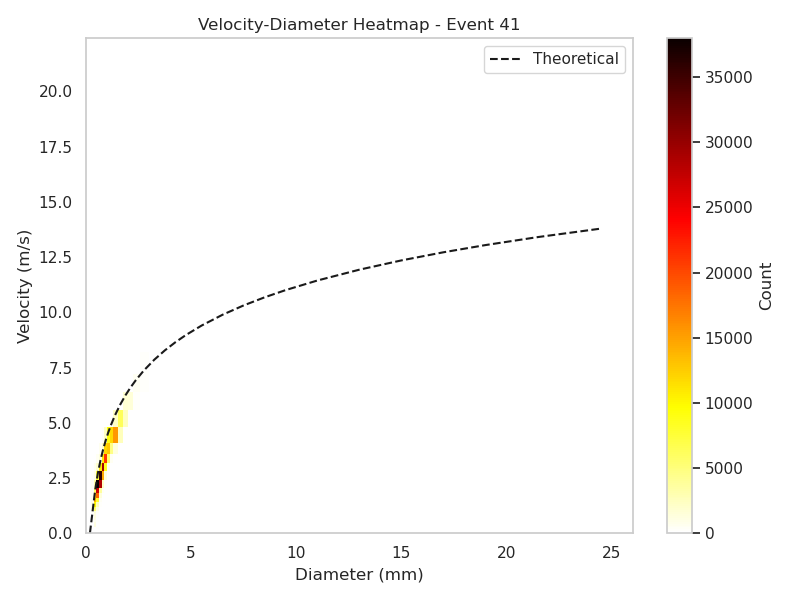 Velocity-Diameter Heatmap - Event 41
Theoretical
20.0
17.5
15.0
12.5
10.0
7.5
5.0
2.5
0.0
Velocity (m/s)
0 5 10 15 20 25
Diameter (mm)
35000
30000
25000
20000
15000
10000
5000
0
Count